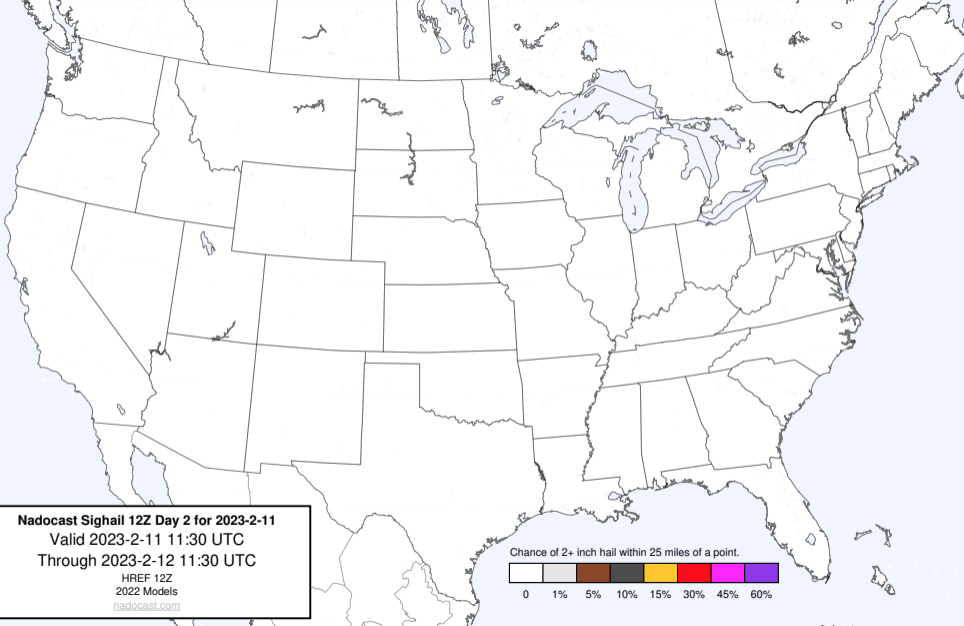 Nadocast Sighail 12Z Day 2 for 2023-2-11
Valid 2023-2-11 11:30 UTC
Through 2023-2-12 11:30 UTC
HREF 12Z
2022 Models
nadocast.com
Chance of 2+ inch hail within 25 miles of a point.
0 1% 5% 10% 15% 30% 45% 60%